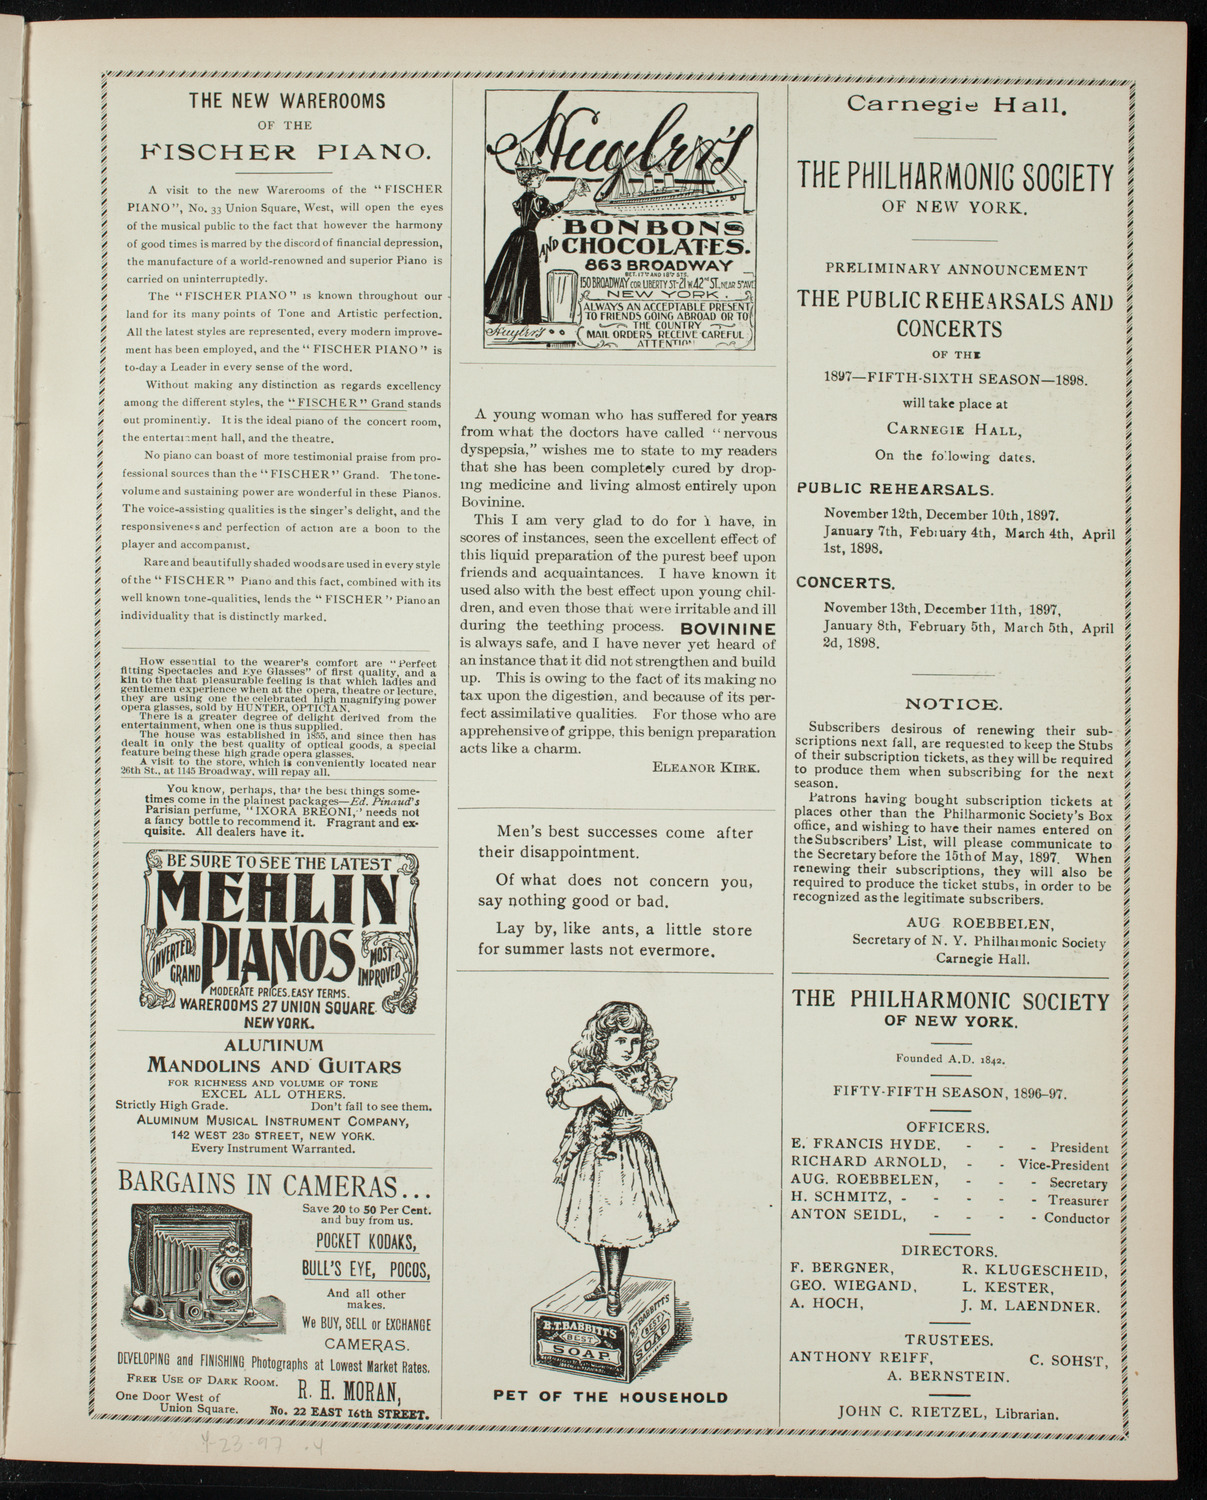 THE NEW WAREROOMS
OF THE
FISCHER PIANO.
A visit to the new Warerooms of the "FISCHER
PIANO", No. 33 Union Square, West, will open the eyes
of the musical public to the fact that however the harmony
of good times is marred by the discord of financial depression,
the manufacture of a world-renowned and superior Piano is
carried on uninterruptedly.
The "FISCHER PIANO" is known throughout our
land for its many points of Tone and Artistic perfection.
All the latest styles are represented, every modern improve-
ment has been employed, and the "FISCHER PIANO" is
to-day a Leader in every sense of the word.
Without making any distinction as regards excellency
among the different styles, the "FISCHER" Grand stands
out prominently. It is the ideal piano of the concert room,
the entertainment hall, and the theatre.
No piano can boast of more testimonial praise from pro-
fessional sources than the "FISCHER" Grand. The tone-
volume and sustaining power are wonderful in these Pianos.
The voice-assisting qualities is the singer's delight, and the
responsiveness and perfection of action are a boon to the
player and accompanist.
Rare and beautifully shaded woods are used in every style
of the "FISCHER" Piano and this fact, combined with its
well known tone-qualities, lends the "FISCHER" Piano an
individuality that is distinctly marked.
How essential to the wearer's comfort are "Perfect
fitting Spectacles and Eye Glasses" of first quality, and a
kin to the that pleasurable feeling is that which ladies and
gentlemen experience when at the opera, theatre or lecture,
they are using one the celebrated high magnifying power
opera glasses, sold by HUNTER, OPTICIAN.
There is a greater degree of delight derived from the
entertainment, when one is thus supplied.
The house was established in 1855, and since then has
dealt in only the best quality of optical goods, a special
feature being these high grade opera glasses.
A visit to the store, which is conveniently located near
26th St., at 1145 Broadway, will repay all.
You know, perhaps, that the best things some-
times come in the plainest packages—Ed. Pinaud's
Parisian perfume, "IXORA BREONI," needs not
a fancy bottle to recommend it. Fragrant and ex-
quisite. All dealers have it.
BE SURE TO SEE THE LATEST
MEHLIN
PIANOS
INVERTED GRAND
MOST IMPROVED
MODERATE PRICES, EASY TERMS.
WAREROOMS 27 UNION SQUARE
NEW YORK.
ALUMINUM
MANDOLINS AND GUITARS
FOR RICHNESS AND VOLUME OF TONE
EXCEL ALL OTHERS.
Strictly High Grade. Don't fail to see them.
ALUMINUM MUSICAL INSTRUMENT COMPANY,
142 WEST 23D STREET, NEW YORK.
Every Instrument Warranted.
BARGAINS IN CAMERAS...
Save 20 to 50 Per Cent.
and buy from us.
POCKET KODAKS,
BULL'S EYE, POCOS,
And all other
makes.
We BUY, SELL or EXCHANGE
CAMERAS.
DEVELOPING and FINISHING Photographs at Lowest Market Rates.
FREE USE OF DARK ROOM.
One Door West of
Union Square.
R. H. MORAN,
No. 22 EAST 16th STREET.
4-23-97 .4
Huyler's
BONBONS
AND CHOCOLATES.
863 BROADWAY
BET. 17TH AND 18TH STS.
150 BROADWAY COR LIBERTY ST-21 W 42ND ST. NEAR 5TH AVE
NEW YORK.
ALWAYS AN ACCEPTABLE PRESENT
TO FRIENDS GOING ABROAD OR TO
THE COUNTRY
MAIL ORDERS RECEIVE CAREFUL
ATTENTION
Huyler's
A young woman who has suffered for years
from what the doctors have called "nervous
dyspepsia," wishes me to state to my readers
that she has been completely cured by drop-
ing medicine and living almost entirely upon
Bovinine.
This I am very glad to do for I have, in
scores of instances, seen the excellent effect of
this liquid preparation of the purest beef upon
friends and acquaintances. I have known it
used also with the best effect upon young chil-
dren, and even those that were irritable and ill
during the teething process. BOVININE
is always safe, and I have never yet heard of
an instance that it did not strengthen and build
up. This is owing to the fact of its making no
tax upon the digestion, and because of its per-
fect assimilative qualities. For those who are
apprehensive of grippe, this benign preparation
acts like a charm.
ELEANOR KIRK.
Men's best successes come after
their disappointment.
Of what does not concern you,
say nothing good or bad.
Lay by, like ants, a little store
for summer lasts not evermore.
B.T. BABBITT'S
BEST
SOAP
B.T. BABBITT'S
BEST
SOAP
PET OF THE HOUSEHOLD
Carnegie Hall.
THE PHILHARMONIC SOCIETY
OF NEW YORK.
PRELIMINARY ANNOUNCEMENT
THE PUBLIC REHEARSALS AND
CONCERTS
OF THE
1897—FIFTH-SIXTH SEASON—1898.
will take place at
CARNEGIE HALL,
On the following dates.
PUBLIC REHEARSALS.
November 12th, December 10th, 1897.
January 7th, February 4th, March 4th, April
1st, 1898.
CONCERTS.
November 13th, December 11th, 1897,
January 8th, February 5th, March 5th, April
2d, 1898.
NOTICE.
Subscribers desirous of renewing their sub-
scriptions next fall, are requested to keep the Stubs
of their subscription tickets, as they will be required
to produce them when subscribing for the next
season.
Patrons having bought subscription tickets at
places other than the Philharmonic Society's Box
office, and wishing to have their names entered on
the Subscribers' List, will please communicate to
the Secretary before the 15th of May, 1897. When
renewing their subscriptions, they will also be
required to produce the ticket stubs, in order to be
recognized as the legitimate subscribers.
AUG ROEBBELEN,
Secretary of N. Y. Philharmonic Society
Carnegie Hall.
THE PHILHARMONIC SOCIETY
OF NEW YORK.
Founded A.D. 1842.
FIFTY-FIFTH SEASON, 1896-97.
OFFICERS.
E. FRANCIS HYDE, - - - President
RICHARD ARNOLD, - - Vice-President
AUG. ROEBBELEN, - - - Secretary
H. SCHMITZ, - - - - - Treasurer
ANTON SEIDL, - - - - Conductor
DIRECTORS.
F. BERGNER, R. KLUGESCHEID,
GEO. WIEGAND, L. KESTER,
A. HOCH, J. M. LAENDNER.
TRUSTEES.
ANTHONY REIFF, C. SOHST,
A. BERNSTEIN.
JOHN C. RIETZEL, Librarian.